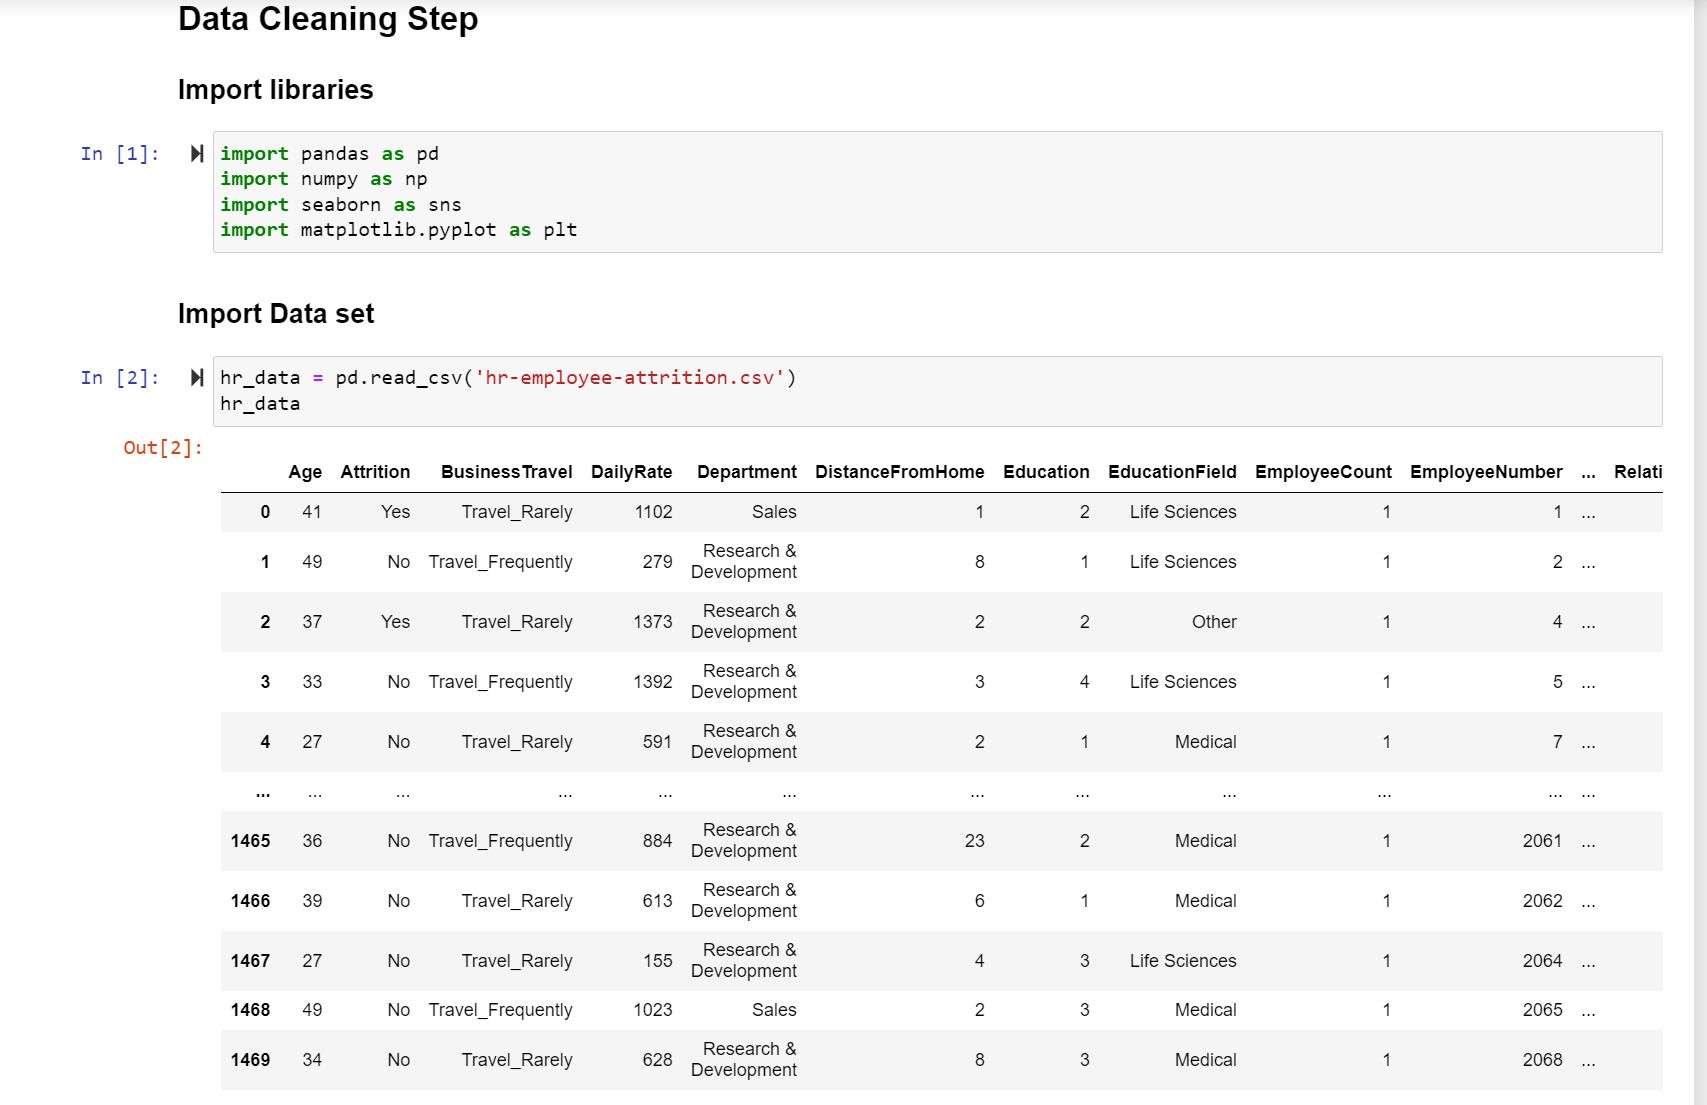 Data Cleaning Step
Import libraries
In [1]:
import pandas as pd
import numpy as np
import seaborn as sns
import matplotlib.pyplot as plt
Import Data set
In [2]:
hr_data = pd.read_csv('hr-employee-attrition.csv')
hr_data
Out[2]:
Age Attrition BusinessTravel DailyRate Department DistanceFromHome Education EducationField EmployeeCount EmployeeNumber ... Relati
0 41 Yes Travel_Rarely 1102 Sales 1 2 Life Sciences 1 1 ...
1 49 No Travel_Frequently 279 Research & Development 8 1 Life Sciences 1 2 ...
2 37 Yes Travel_Rarely 1373 Research & Development 2 2 Other 1 4 ...
3 33 No Travel_Frequently 1392 Research & Development 3 4 Life Sciences 1 5 ...
4 27 No Travel_Rarely 591 Research & Development 2 1 Medical 1 7 ...
... ... ... ... ... ... ... ... ... ... ... ...
1465 36 No Travel_Frequently 884 Research & Development 23 2 Medical 1 2061 ...
1466 39 No Travel_Rarely 613 Research & Development 6 1 Medical 1 2062 ...
1467 27 No Travel_Rarely 155 Research & Development 4 3 Life Sciences 1 2064 ...
1468 49 No Travel_Frequently 1023 Sales 2 3 Medical 1 2065 ...
1469 34 No Travel_Rarely 628 Research & Development 8 3 Medical 1 2068 ...